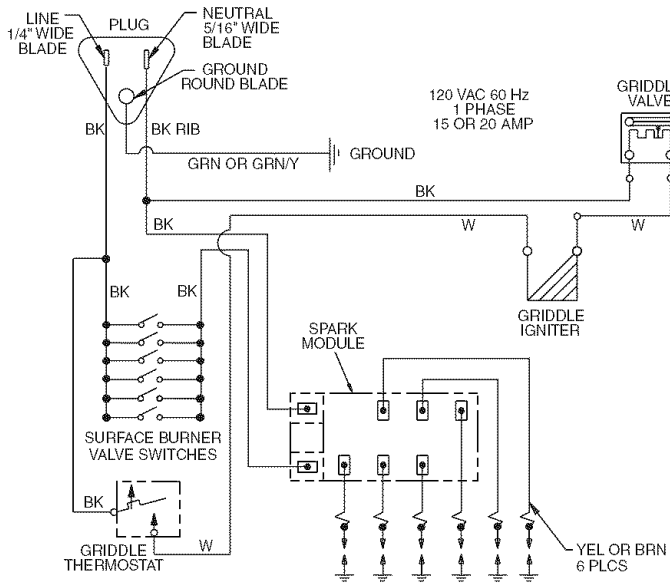 LINE
1/4" WIDE
BLADE
PLUG
NEUTRAL
5/16" WIDE
BLADE
GROUND
ROUND BLADE
120 VAC 60 Hz
1 PHASE
15 OR 20 AMP
GRIDDL
VALVE
BK
BK RIB
GRN OR GRN/Y
GROUND
BK
BK
W
W
BK
BK
GRIDDLE
IGNITER
SPARK
MODULE
SURFACE BURNER
VALVE SWITCHES
BK
GRIDDLE
THERMOSTAT
W
YEL OR BRN
6 PLCS